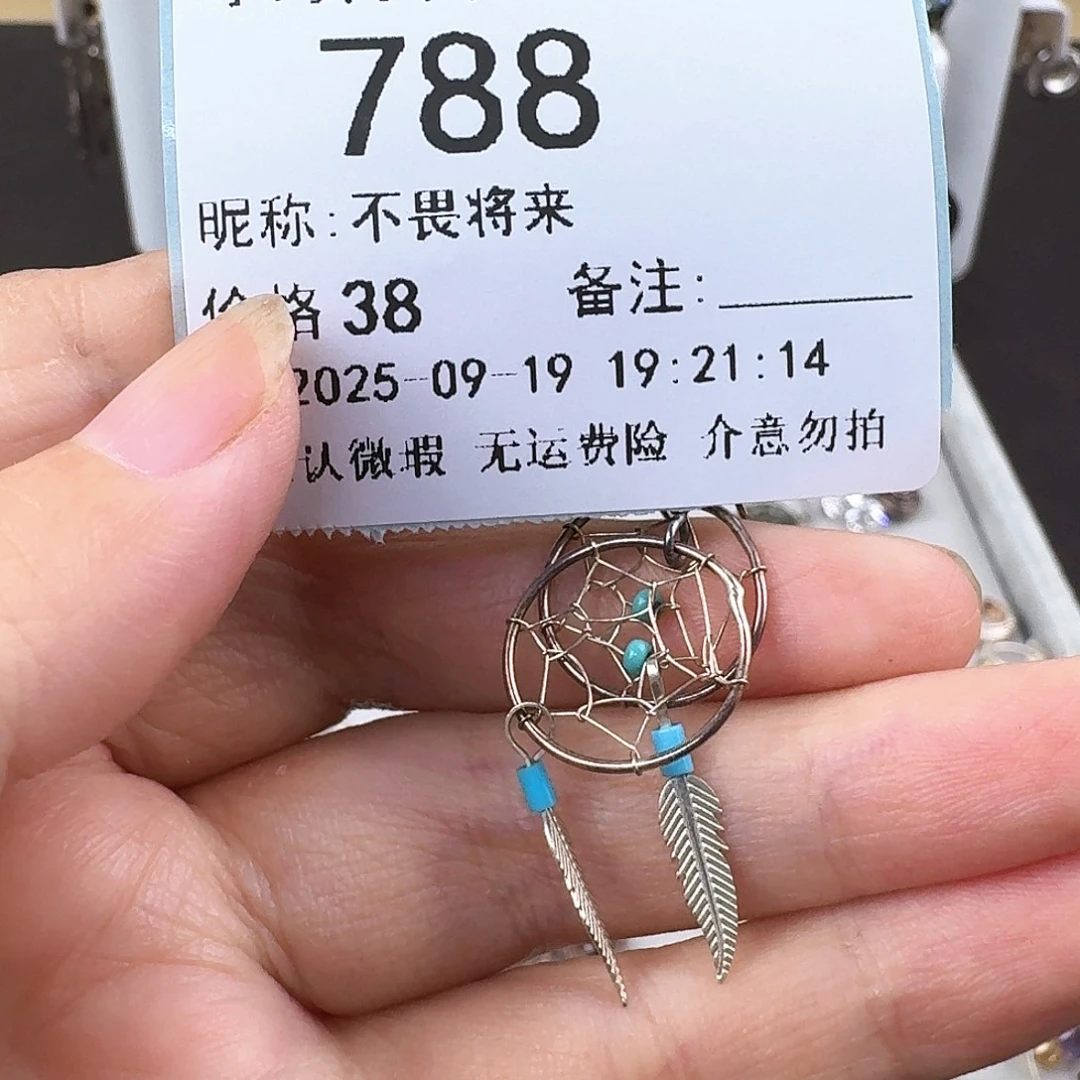 788
昵称:不畏将来
价格 38 备注:
2025-09-19 19:21:14
认微瑕 无运费险 介意勿拍